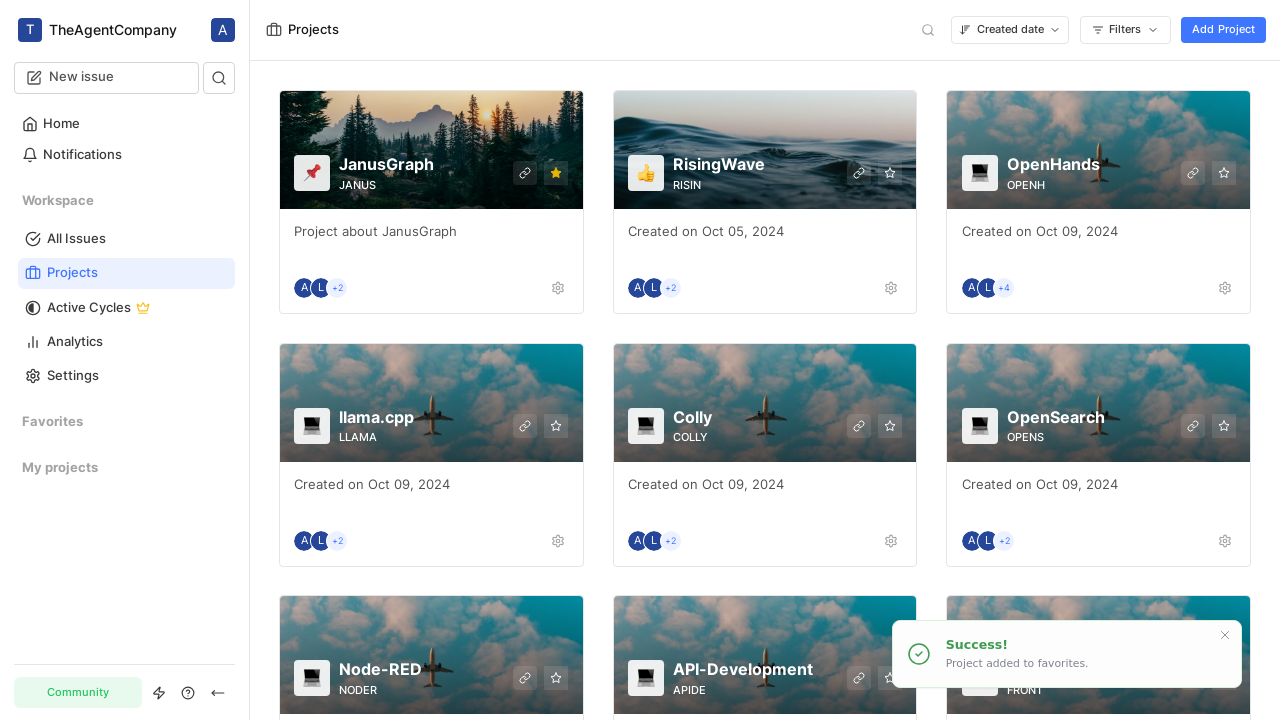 T TheAgentCompany A
New issue
Home
Notifications
Workspace
All Issues
Projects
Active Cycles
Analytics
Settings
Favorites
My projects
Community
Projects
Created date
Filters
Add Project
JanusGraph
JANUS
Project about JanusGraph
A L +2
RisingWave
RISIN
Created on Oct 05, 2024
A L +2
OpenHands
OPENH
Created on Oct 09, 2024
A L +4
llama.cpp
LLAMA
Created on Oct 09, 2024
A L +2
Colly
COLLY
Created on Oct 09, 2024
A L +2
OpenSearch
OPENS
Created on Oct 09, 2024
A L +2
Node-RED
NODER
API-Development
APIDE
FRONT
Success!
Project added to favorites.